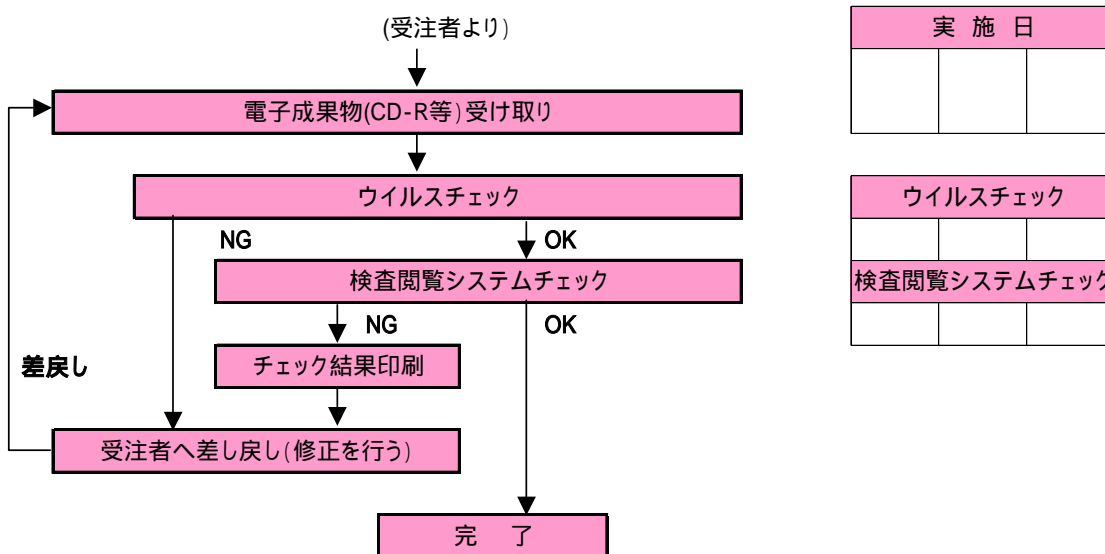 (受注者より)
電子成果物(CD-R等)受け取り
ウイルスチェック
NG
OK
検査閲覧システムチェック
NG
OK
差戻し
チェック結果印刷
受注者へ差し戻し(修正を行う)
完 了
実 施 日
ウイルスチェック
検査閲覧システムチェック